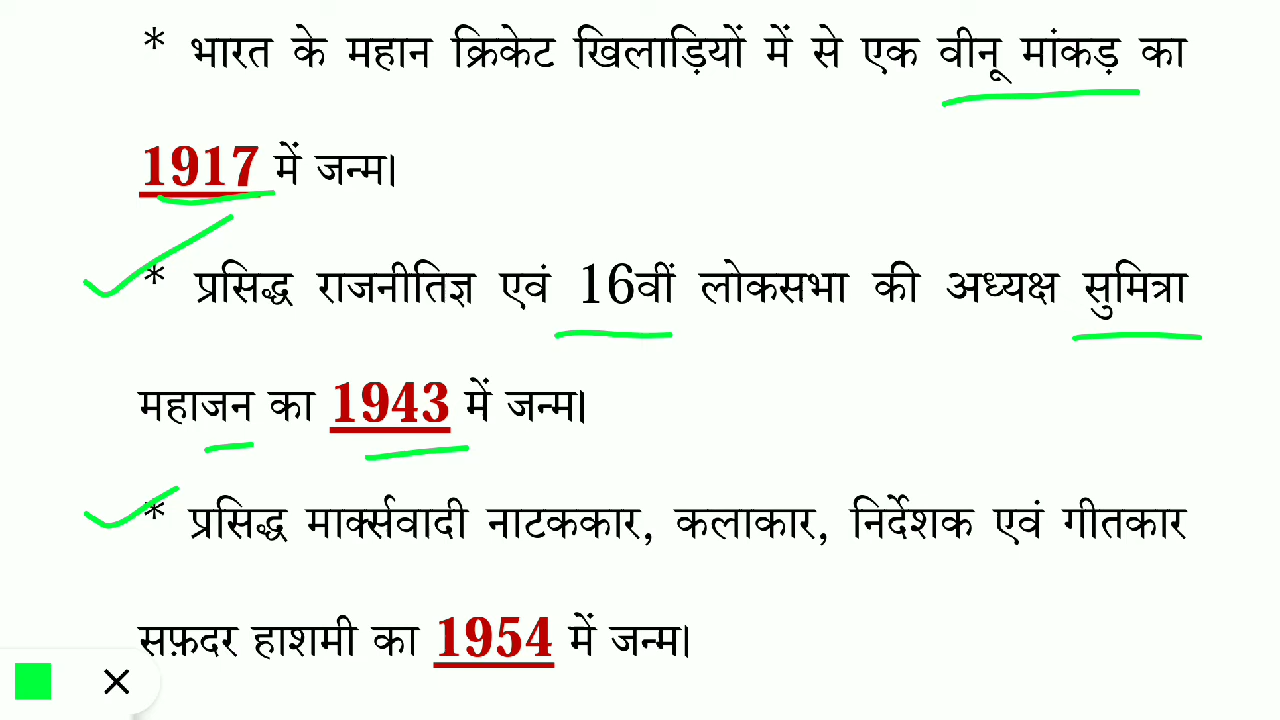 * भारत के महान क्रिकेट खिलाड़ियों में से एक वीनू मांकड़ का
1917 में जन्म।
* प्रसिद्ध राजनीतिज्ञ एवं 16वीं लोकसभा की अध्यक्ष सुमित्रा
महाजन का 1943 में जन्म।
* प्रसिद्ध मार्क्सवादी नाटककार, कलाकार, निर्देशक एवं गीतकार
सफ़दर हाशमी का 1954 में जन्म।